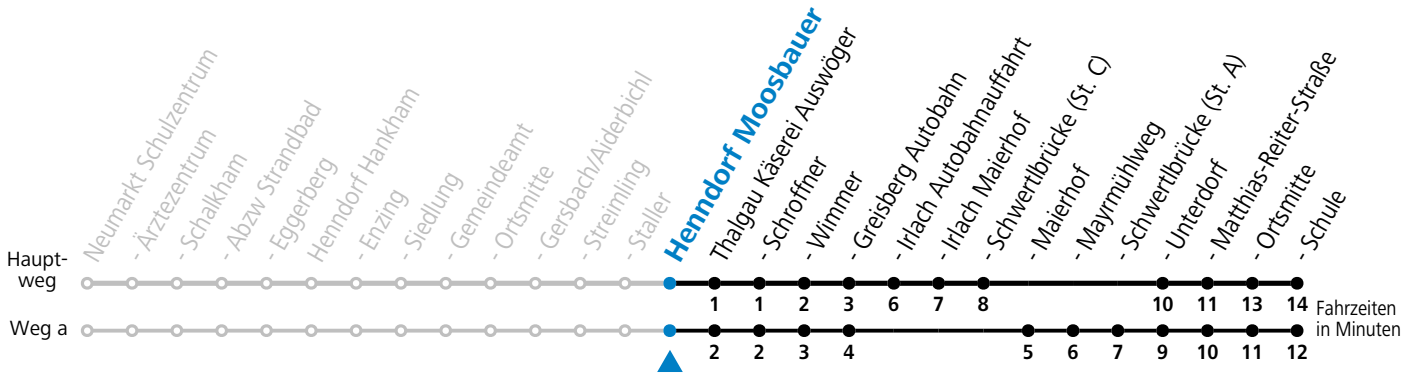 Neumarkt Schulzentrum
- Ärztezentrum
- Schalkham
- Abzw Strandbad
- Eggerberg
Henndorf Hankham
- Enzing
- Siedlung
- Gemeindeamt
- Ortsmitte
- Gersbach/Aiderbichl
- Streimling
- Staller
Henndorf Moosbauer
Thalgau Käserei Auswöger
- Schroffner
- Wimmer
- Greisberg Autobahn
- Irlach Autobahnauffahrt
- Irlach Maierhof
- Schwertlbrücke (St. C)
- Maierhof
- Mayrmühlweg
- Schwertlbrücke (St. A)
- Unterdorf
- Matthias-Reiter-Straße
- Ortsmitte
- Schule
Haupt-
weg
1 1 2 3 6 7 8 10 11 13 14
Weg a
2 2 3 4 5 6 7 9 10 11 12
Fahrzeiten
in Minuten